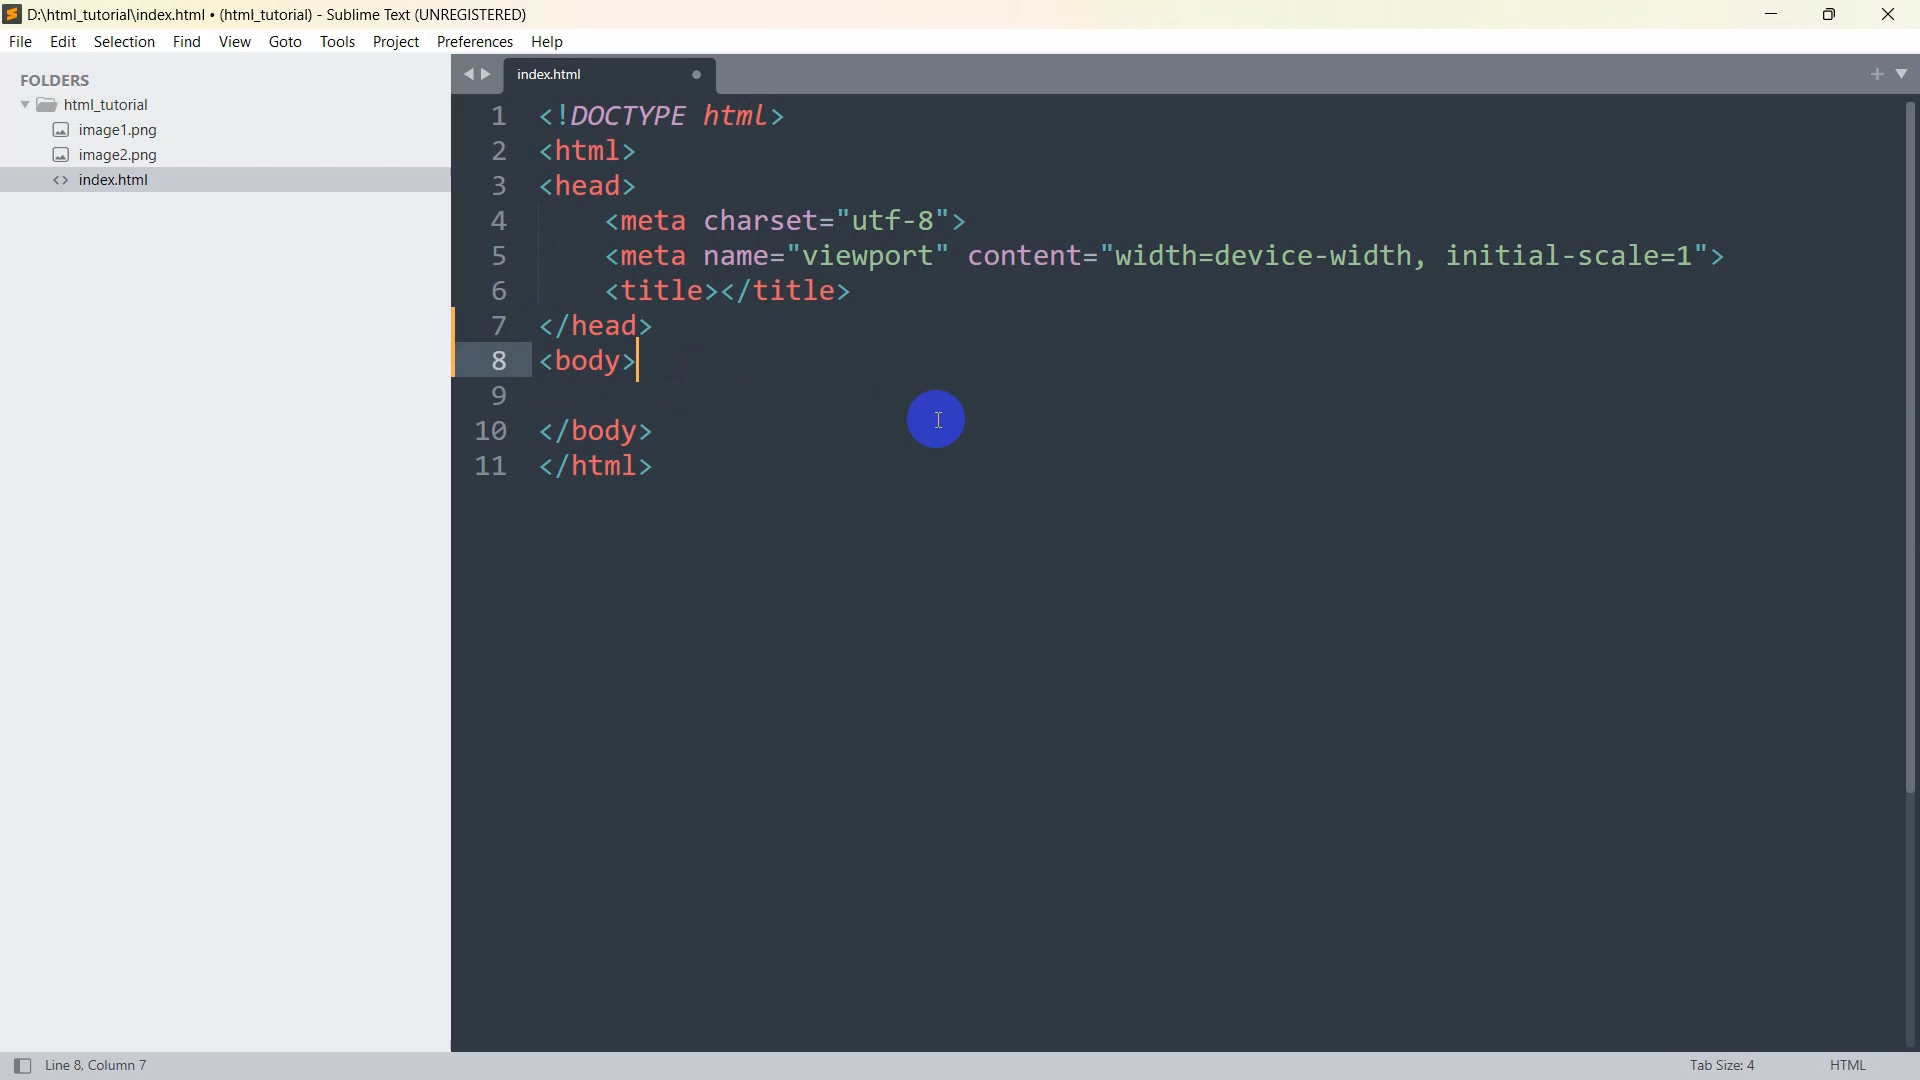 D:\html_tutorial\index.html • (html_tutorial) - Sublime Text (UNREGISTERED)
File Edit Selection Find View Goto Tools Project Preferences Help
FOLDERS
html_tutorial
image1.png
image2.png
<> index.html
index.html
1 <!DOCTYPE html>
2 <html>
3 <head>
4 <meta charset="utf-8">
5 <meta name="viewport" content="width=device-width, initial-scale=1">
6 <title></title>
7 </head>
8 <body>
9
10 </body>
11 </html>
Line 8, Column 7
Tab Size: 4
HTML